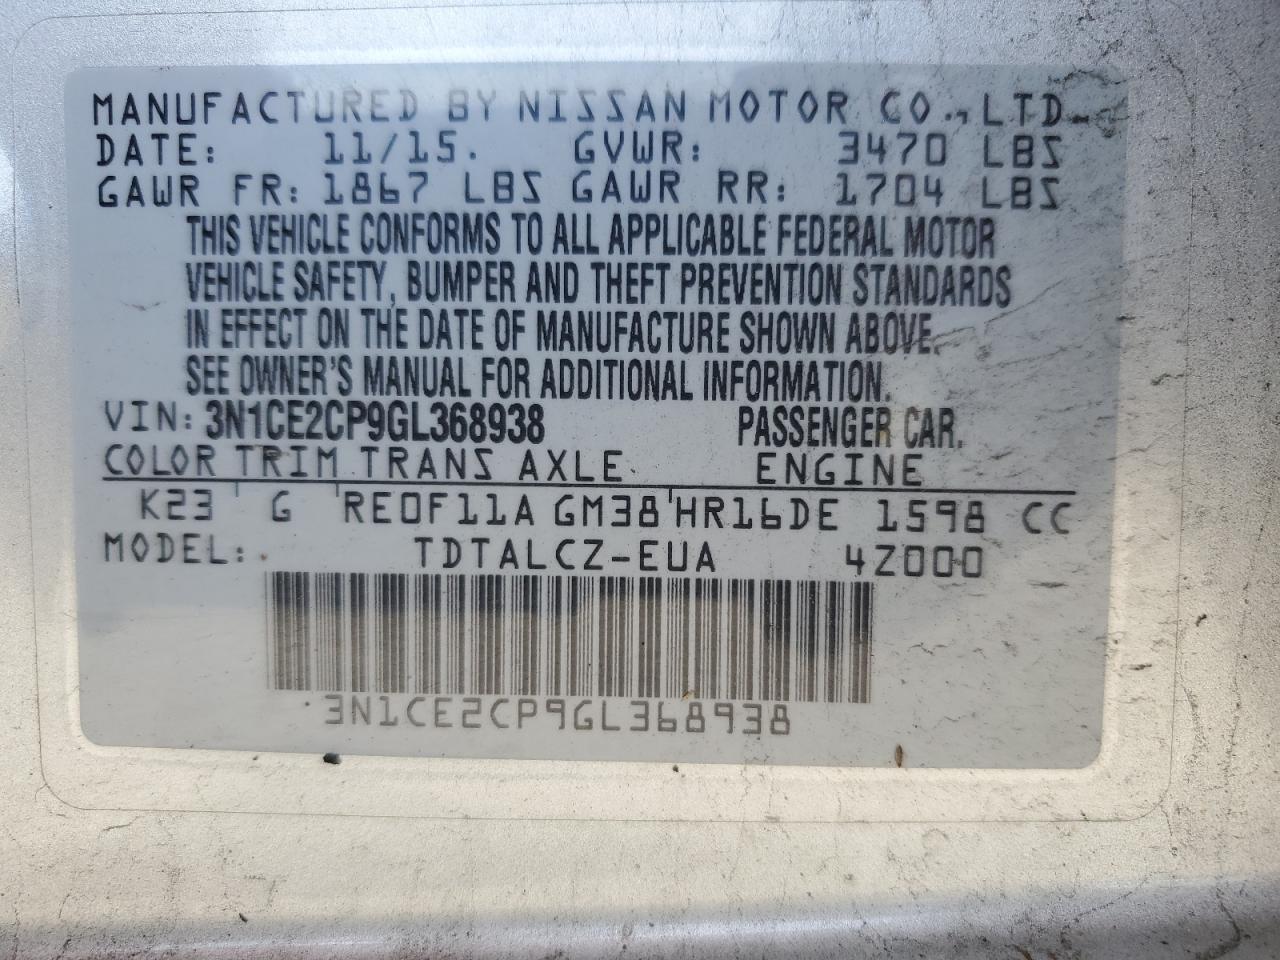 MANUFACTURED BY NISSAN MOTOR CO., LTD.
DATE: 11/15. GVWR: 3470 LBS
GAWR FR: 1867 LBS GAWR RR: 1704 LBS
THIS VEHICLE CONFORMS TO ALL APPLICABLE FEDERAL MOTOR
VEHICLE SAFETY, BUMPER AND THEFT PREVENTION STANDARDS
IN EFFECT ON THE DATE OF MANUFACTURE SHOWN ABOVE.
SEE OWNER'S MANUAL FOR ADDITIONAL INFORMATION.
VIN: 3N1CE2CP9GL368938 PASSENGER CAR.
COLOR TRIM TRANS AXLE ENGINE
K23 G RE0F11A GM38 HR16DE 1598 CC
MODEL: TDTALCZ-EUA 4Z000
3N1CE2CP9GL368938